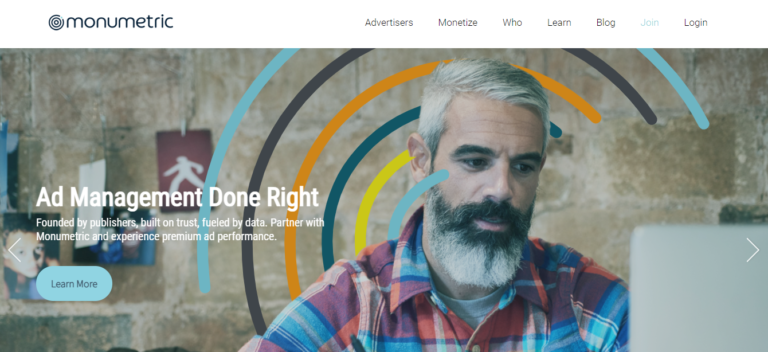 monumetric
Advertisers Monetize Who Learn Blog Join Login
Ad Management Done Right
Founded by publishers, built on trust, fueled by data. Partner with
Monumetric and experience premium ad performance.
Learn More